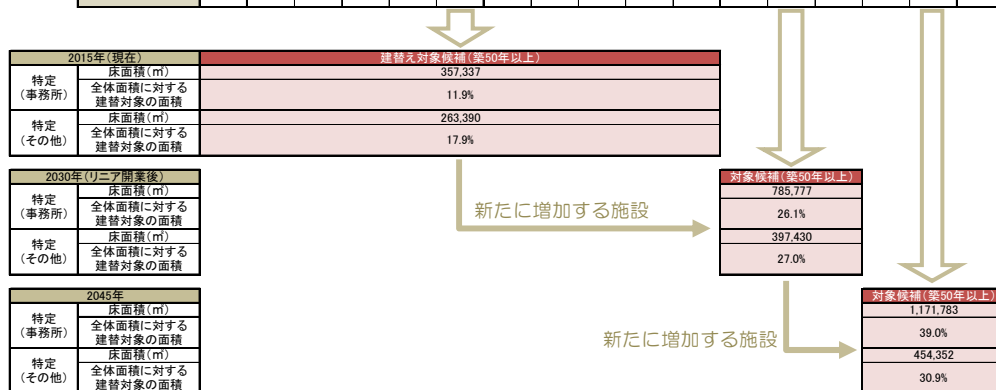 2015年(現在) 建替え対象候補(築50年以上)
特定(事務所) 床面積(㎡) 357,337
全体面積に対する建替対象の面積 11.9%
特定(その他) 床面積(㎡) 263,390
全体面積に対する建替対象の面積 17.9%
2030年(リニア開業後) 対象候補(築50年以上)
特定(事務所) 床面積(㎡) 785,777
全体面積に対する建替対象の面積 26.1%
新たに増加する施設
特定(その他) 床面積(㎡) 397,430
全体面積に対する建替対象の面積 27.0%
2045年 対象候補(築50年以上)
特定(事務所) 床面積(㎡) 1,171,783
全体面積に対する建替対象の面積 39.0%
新たに増加する施設
特定(その他) 床面積(㎡) 454,352
全体面積に対する建替対象の面積 30.9%